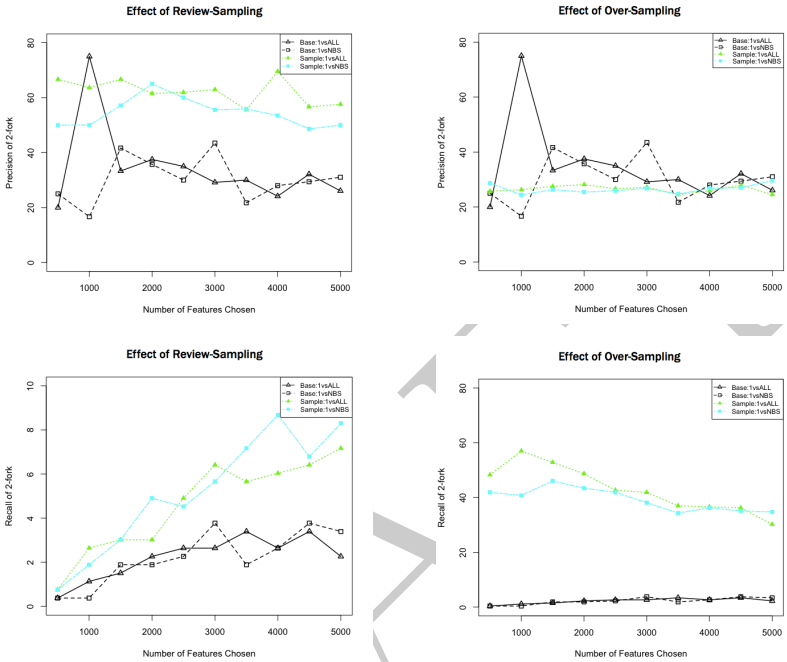 Effect of Review-Sampling
Precision of 2-fork
0 20 40 60 80
Base:1vsALL
Base:1vsNBS
Sample:1vsALL
Sample:1vsNBS
1000 2000 3000 4000 5000
Number of Features Chosen
Effect of Over-Sampling
Precision of 2-fork
0 20 40 60 80
Base:1vsALL
Base:1vsNBS
Sample:1vsALL
Sample:1vsNBS
1000 2000 3000 4000 5000
Number of Features Chosen
Effect of Review-Sampling
Recall of 2-fork
0 2 4 6 8 10
Base:1vsALL
Base:1vsNBS
Sample:1vsALL
Sample:1vsNBS
1000 2000 3000 4000 5000
Number of Features Chosen
Effect of Over-Sampling
Recall of 2-fork
0 20 40 60 80
Base:1vsALL
Base:1vsNBS
Sample:1vsALL
Sample:1vsNBS
1000 2000 3000 4000 5000
Number of Features Chosen